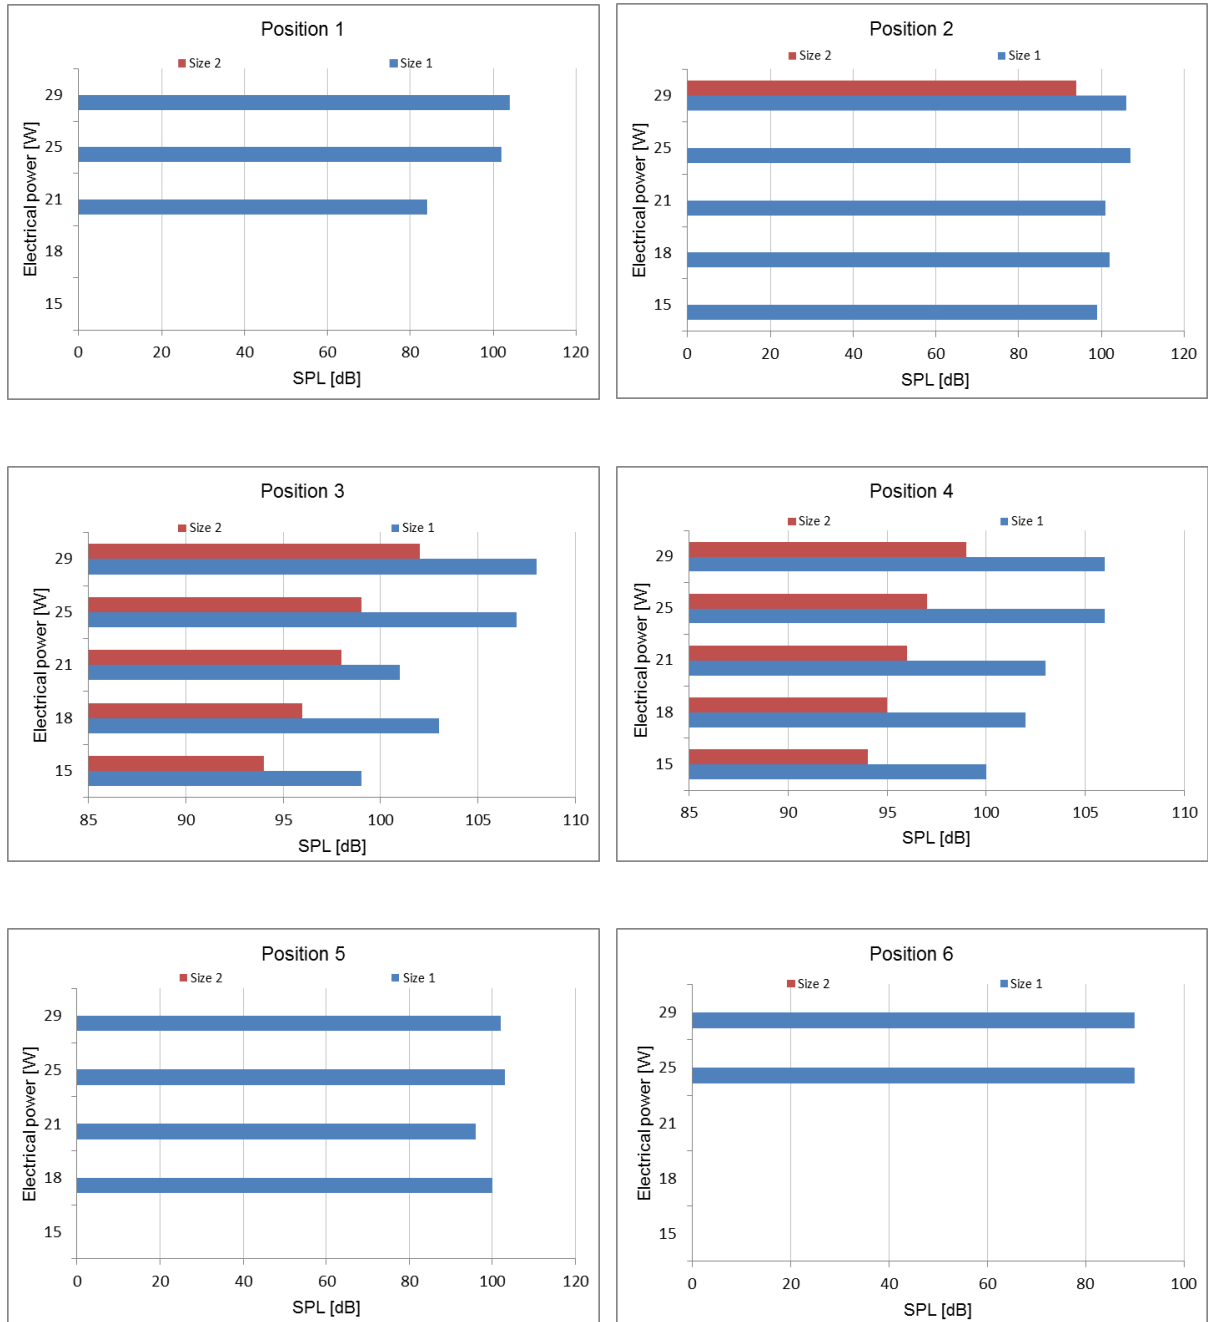 Position 1
Size 2 Size 1
Electrical power [W]
29
25
21
18
15
0 20 40 60 80 100 120
SPL [dB]
Position 2
Size 2 Size 1
Electrical power [W]
29
25
21
18
15
0 20 40 60 80 100 120
SPL [dB]
Position 3
Size 2 Size 1
Electrical power [W]
29
25
21
18
15
85 90 95 100 105 110
SPL [dB]
Position 4
Size 2 Size 1
Electrical power [W]
29
25
21
18
15
85 90 95 100 105 110
SPL [dB]
Position 5
Size 2 Size 1
Electrical power [W]
29
25
21
18
15
0 20 40 60 80 100 120
SPL [dB]
Position 6
Size 2 Size 1
Electrical power [W]
29
25
21
18
15
0 20 40 60 80 100
SPL [dB]